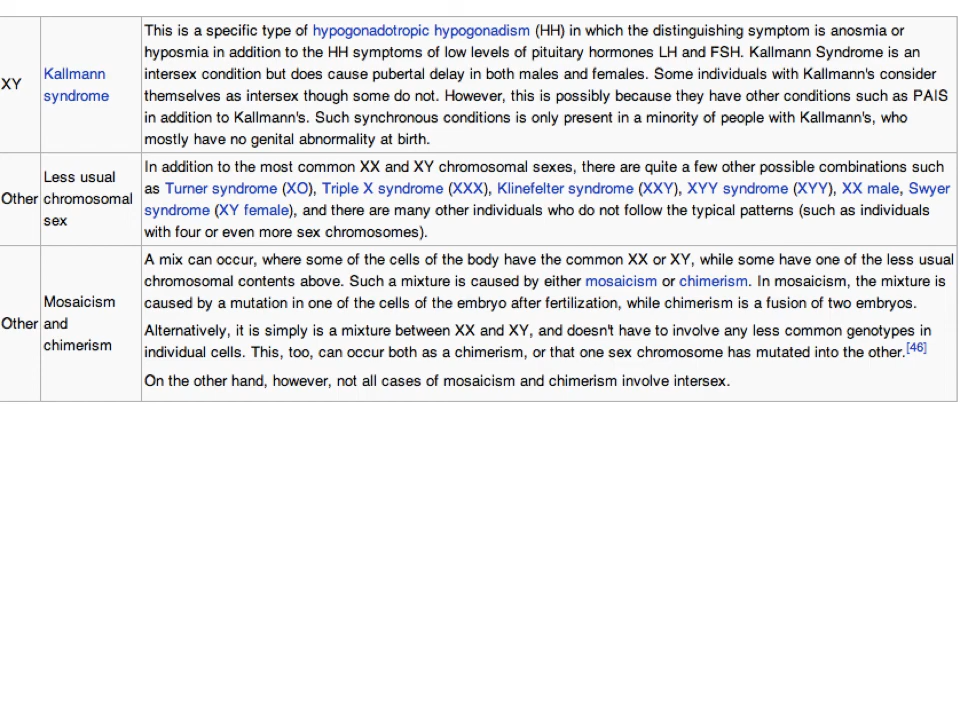 This is a specific type of hypogonadotropic hypogonadism (HH) in which the distinguishing symptom is anosmia or
hyposmia in addition to the HH symptoms of low levels of pituitary hormones LH and FSH. Kallmann Syndrome is an
XY
Kallmann
syndrome
intersex condition but does cause pubertal delay in both males and females. Some individuals with Kallmann's consider
themselves as intersex though some do not. However, this is possibly because they have other conditions such as PAIS
in addition to Kallmann's. Such synchronous conditions is only present in a minority of people with Kallmann's, who
mostly have no genital abnormality at birth.
Other
Less usual
chromosomal
sex
In addition to the most common XX and XY chromosomal sexes, there are quite a few other possible combinations such
as Turner syndrome (XO), Triple X syndrome (XXX), Klinefelter syndrome (XXY), XYY syndrome (XYY), XX male, Swyer
syndrome (XY female), and there are many other individuals who do not follow the typical patterns (such as individuals
with four or even more sex chromosomes).
Other
Mosaicism
and
chimerism
A mix can occur, where some of the cells of the body have the common XX or XY, while some have one of the less usual
chromosomal contents above. Such a mixture is caused by either mosaicism or chimerism. In mosaicism, the mixture is
caused by a mutation in one of the cells of the embryo after fertilization, while chimerism is a fusion of two embryos.
Alternatively, it is simply is a mixture between XX and XY, and doesn't have to involve any less common genotypes in
individual cells. This, too, can occur both as a chimerism, or that one sex chromosome has mutated into the other.[46]
On the other hand, however, not all cases of mosaicism and chimerism involve intersex.